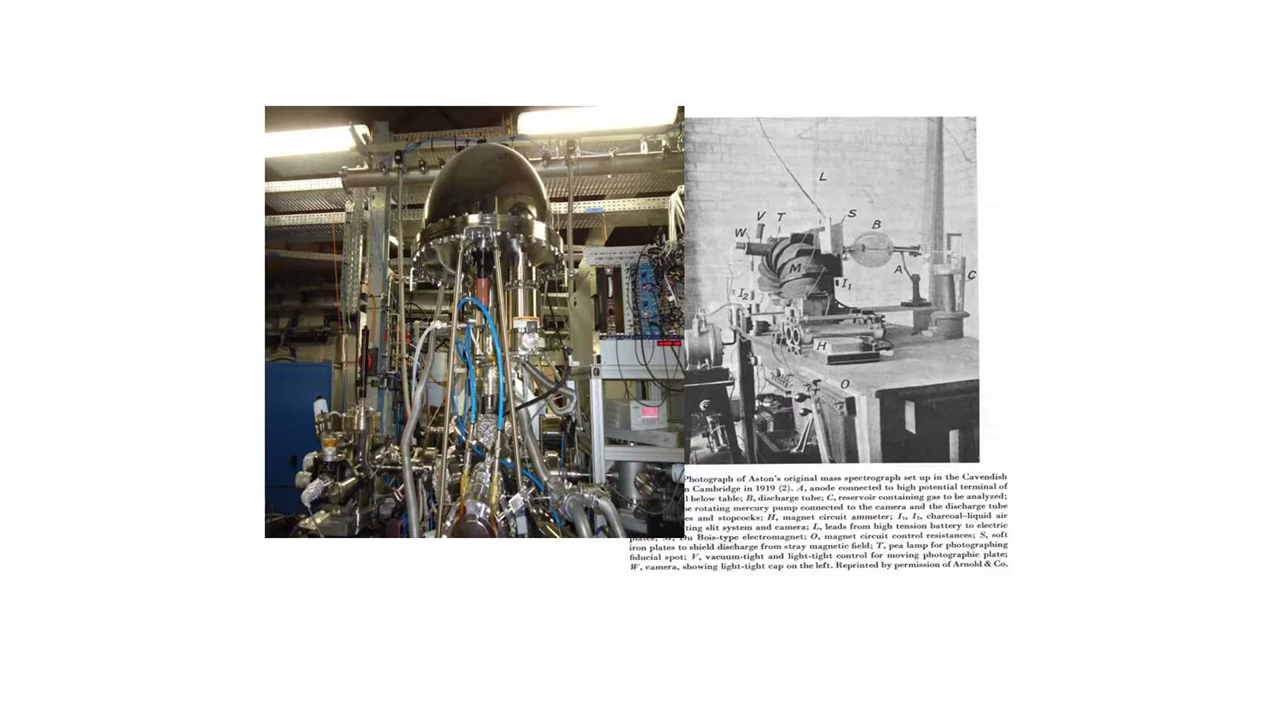 L
V T S B
W
M A C
I₂ I₁
H
O
Photograph of Aston's original mass spectrograph set up in the Cavendish
n Cambridge in 1919 (2). A, anode connected to high potential terminal of
l below table; B, discharge tube; C, reservoir containing gas to be analyzed;
rotating mercury pump connected to the camera and the discharge tube
es and stopcocks; H, magnet circuit ammeter; I₁, I₂, charcoal-liquid air
ting slit system and camera; L, leads from high tension battery to electric
plates; M, Du Bois-type electromagnet; O, magnet circuit control resistances; S, soft
iron plates to shield discharge from stray magnetic field; T, pea lamp for photographing
fiducial spot; V, vacuum-tight and light-tight control for moving photographic plate;
W, camera, showing light-tight cap on the left. Reprinted by permission of Arnold & Co.